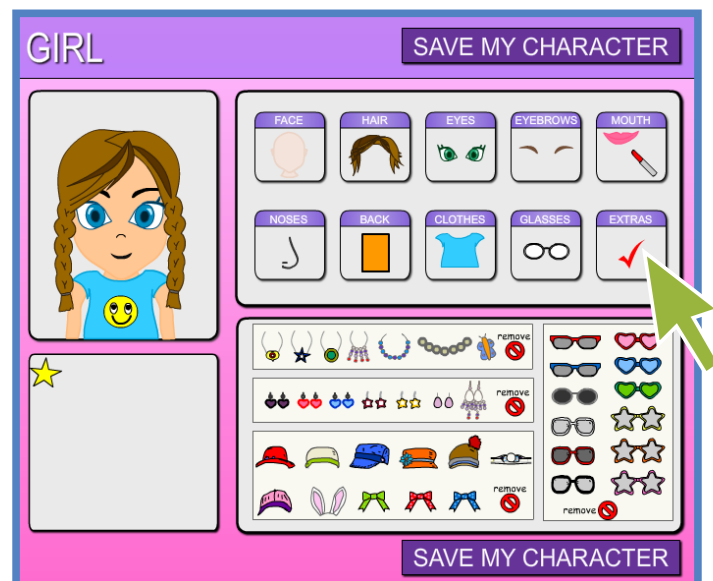 GIRL
SAVE MY CHARACTER
FACE
HAIR
EYES
EYEBROWS
MOUTH
NOSES
BACK
CLOTHES
GLASSES
EXTRAS
remove
remove
remove
remove
SAVE MY CHARACTER